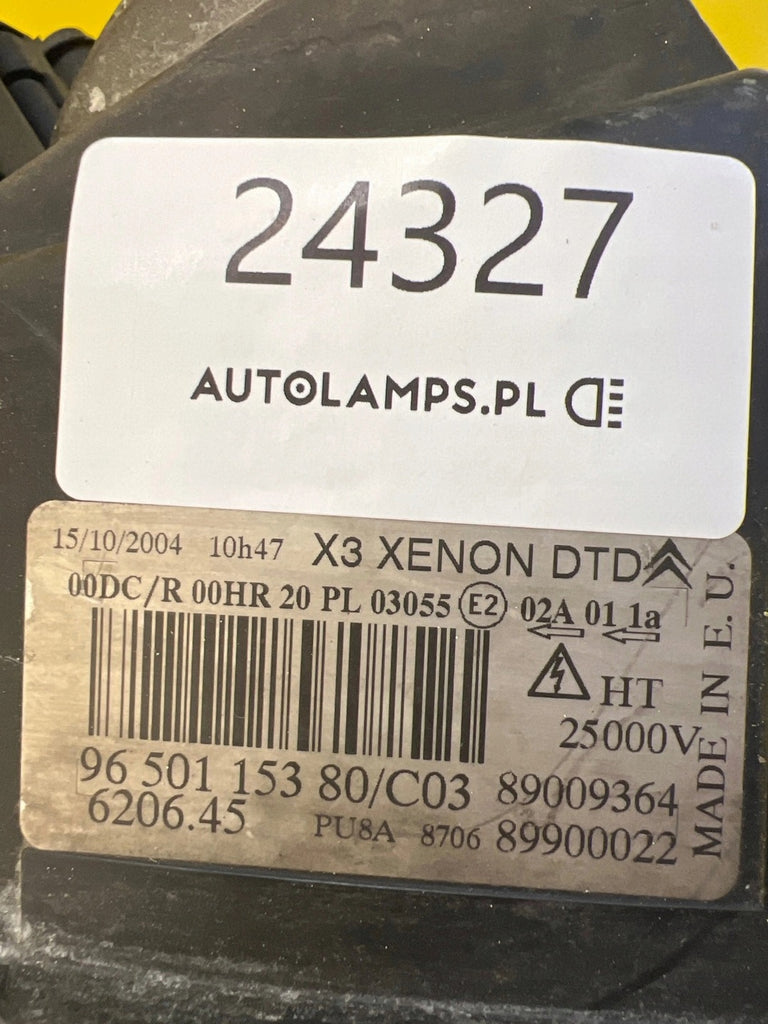 24327
AUTOLAMPS.PL
15/10/2004 10h47 X3 XENON DTD
00DC/R 00HR 20 PL 03055 E2 02A 01 1a
HT
25000V
96 501 153 80/C03 89009364
6206.45 PU8A 8706 89900022
MADE IN E. U.